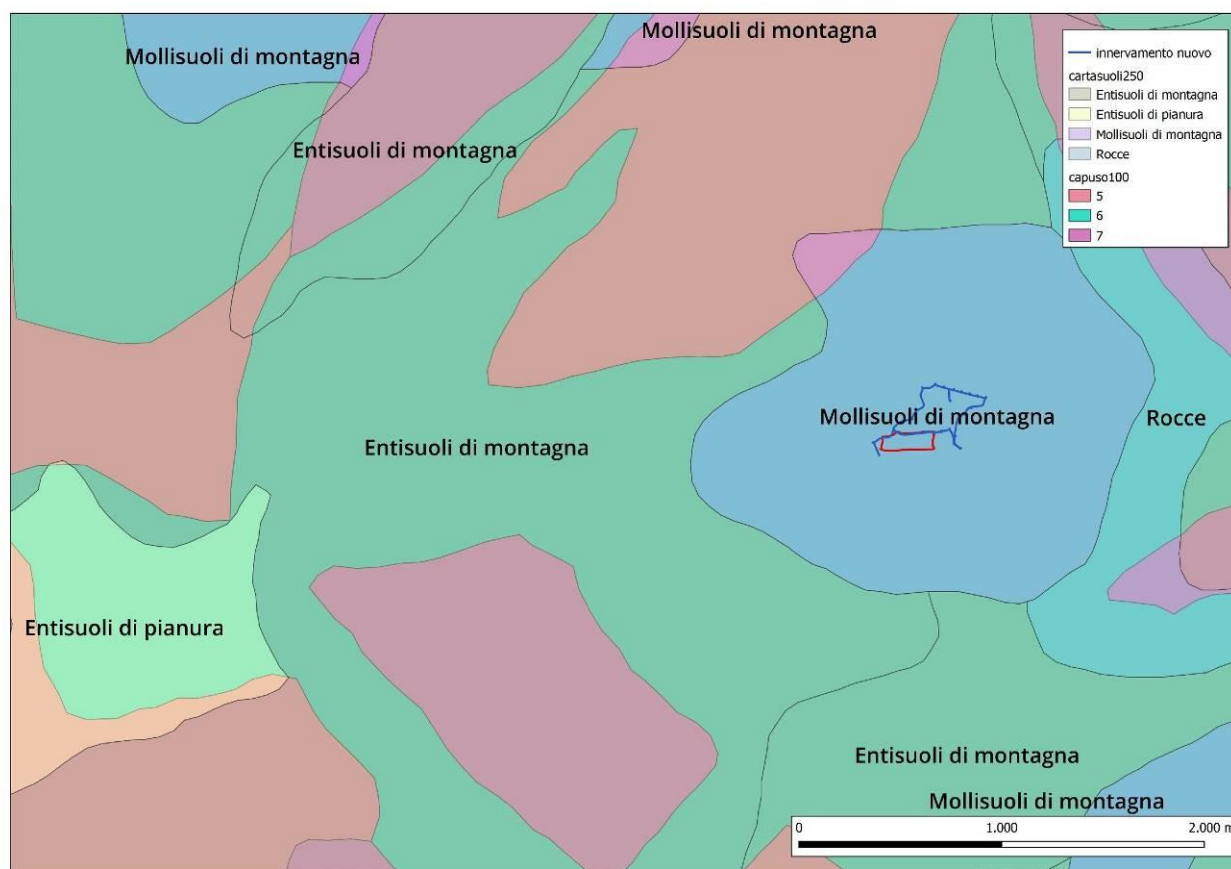 Mollisuoli di montagna
Mollisuoli di montagna
innervamento nuovo
cartasuoli250
Entisuoli di montagna
Entisuoli di pianura
Mollisuoli di montagna
Rocce
capuso100
5
6
7
Entisuoli di montagna
Mollisuoli di montagna
Rocce
Entisuoli di montagna
Entisuoli di pianura
Entisuoli di montagna
Mollisuoli di montagna
0 1.000 2.000 m